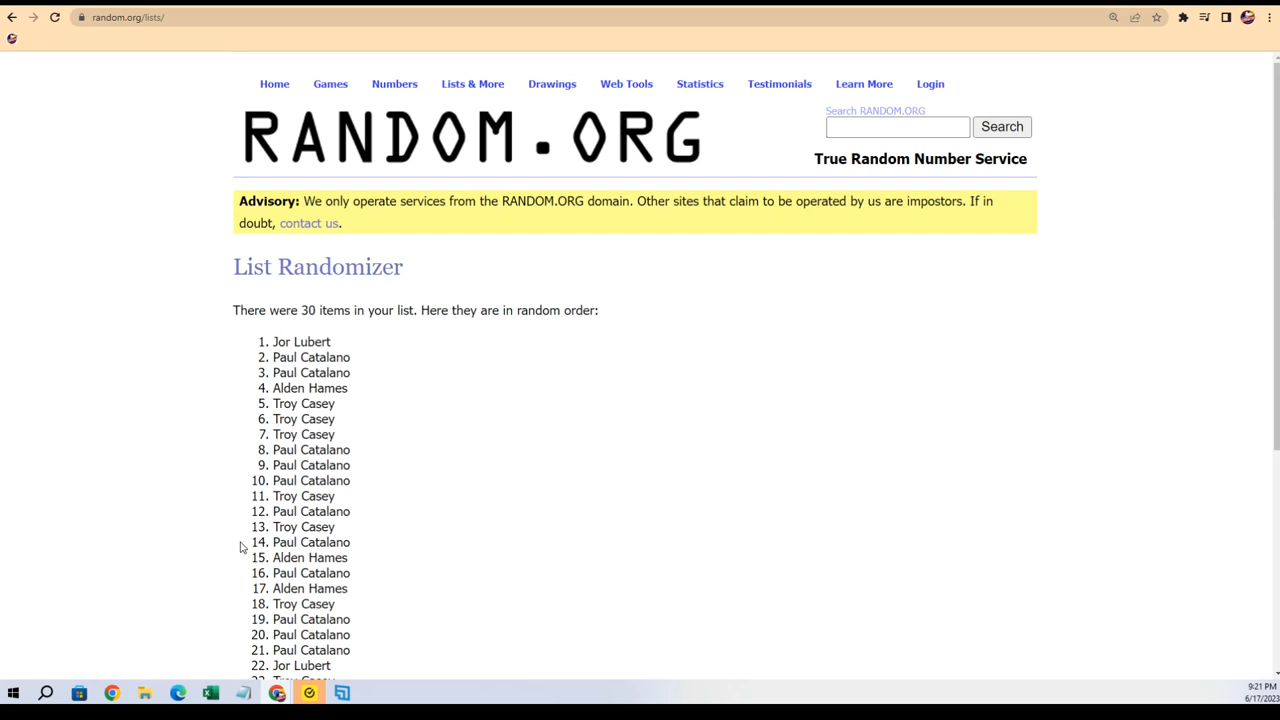 random.org/lists/
Home Games Numbers Lists & More Drawings Web Tools Statistics Testimonials Learn More Login
RANDOM.ORG
Search RANDOM.ORG
Search
True Random Number Service
Advisory: We only operate services from the RANDOM.ORG domain. Other sites that claim to be operated by us are impostors. If in
doubt, contact us.
List Randomizer
There were 30 items in your list. Here they are in random order:
1. Jor Lubert
2. Paul Catalano
3. Paul Catalano
4. Alden Hames
5. Troy Casey
6. Troy Casey
7. Troy Casey
8. Paul Catalano
9. Paul Catalano
10. Paul Catalano
11. Troy Casey
12. Paul Catalano
13. Troy Casey
14. Paul Catalano
15. Alden Hames
16. Paul Catalano
17. Alden Hames
18. Troy Casey
19. Paul Catalano
20. Paul Catalano
21. Paul Catalano
22. Jor Lubert
9:21 PM
6/17/2023